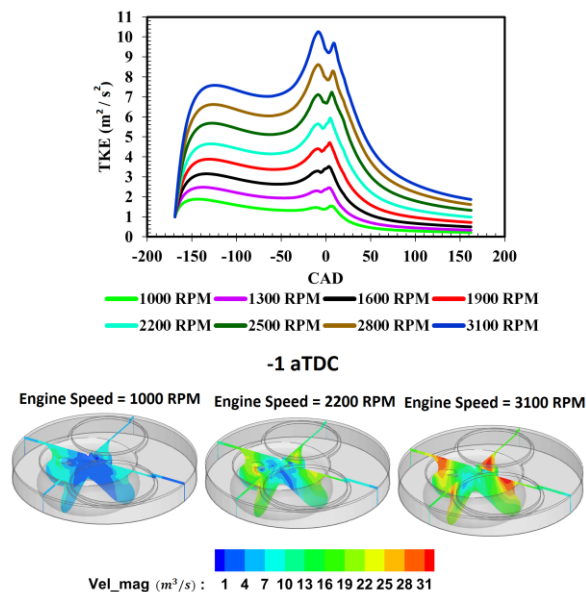 11
10
9
8
7
6
5
4
3
2
1
0
TKE (m² / s²)
-200 -150 -100 -50 0 50 100 150 200
CAD
1000 RPM 1300 RPM 1600 RPM 1900 RPM
2200 RPM 2500 RPM 2800 RPM 3100 RPM
-1 aTDC
Engine Speed = 1000 RPM Engine Speed = 2200 RPM Engine Speed = 3100 RPM
Vel_mag (m³/s) : 1 4 7 10 13 16 19 22 25 28 31